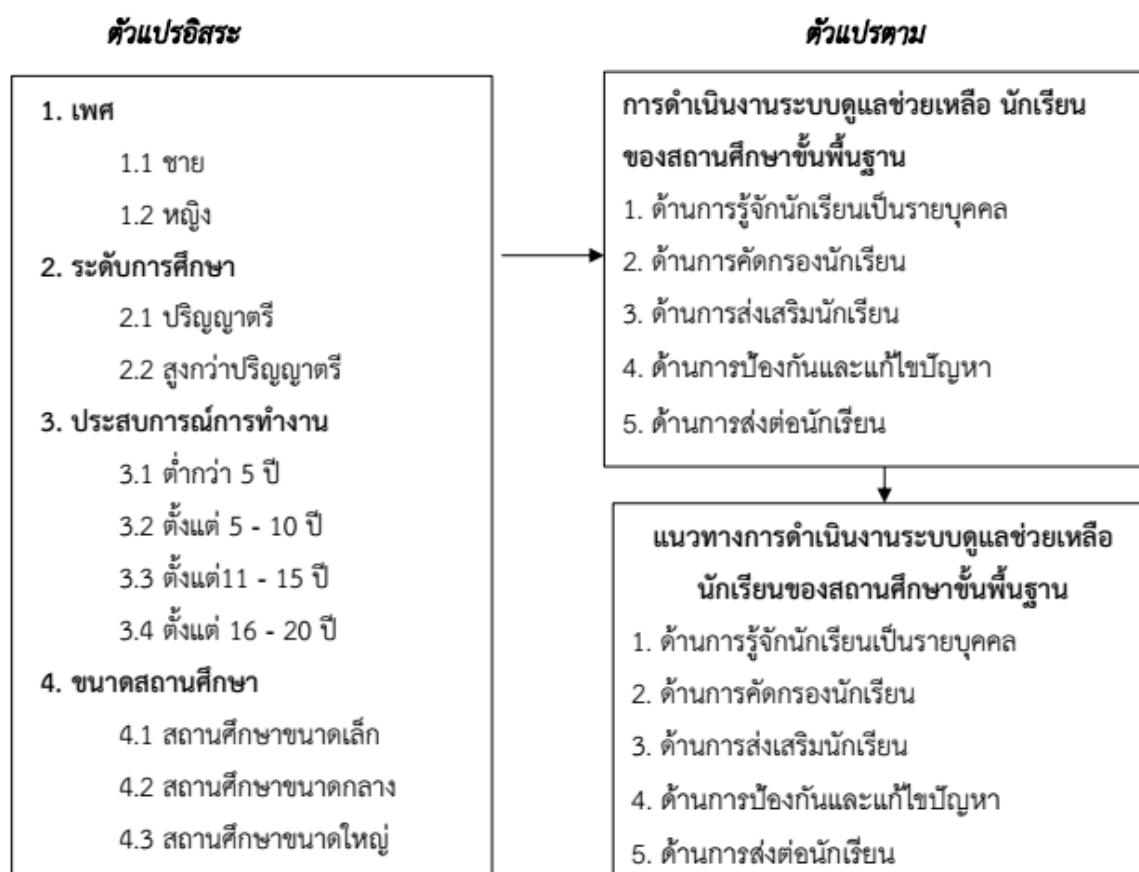 ตัวแปรอิสระ
1. เพศ
1.1 ชาย
1.2 หญิง
2. ระดับการศึกษา
2.1 ปริญญาตรี
2.2 สูงกว่าปริญญาตรี
3. ประสบการณ์การทำงาน
3.1 ต่ำกว่า 5 ปี
3.2 ตั้งแต่ 5 - 10 ปี
3.3 ตั้งแต่11 - 15 ปี
3.4 ตั้งแต่ 16 - 20 ปี
4. ขนาดสถานศึกษา
4.1 สถานศึกษาขนาดเล็ก
4.2 สถานศึกษาขนาดกลาง
4.3 สถานศึกษาขนาดใหญ่
ตัวแปรตาม
การดำเนินงานระบบดูแลช่วยเหลือ นักเรียน
ของสถานศึกษาขั้นพื้นฐาน
1. ด้านการรู้จักนักเรียนเป็นรายบุคคล
2. ด้านการคัดกรองนักเรียน
3. ด้านการส่งเสริมนักเรียน
4. ด้านการป้องกันและแก้ไขปัญหา
5. ด้านการส่งต่อนักเรียน
แนวทางการดำเนินงานระบบดูแลช่วยเหลือ
นักเรียนของสถานศึกษาขั้นพื้นฐาน
1. ด้านการรู้จักนักเรียนเป็นรายบุคคล
2. ด้านการคัดกรองนักเรียน
3. ด้านการส่งเสริมนักเรียน
4. ด้านการป้องกันและแก้ไขปัญหา
5. ด้านการส่งต่อนักเรียน